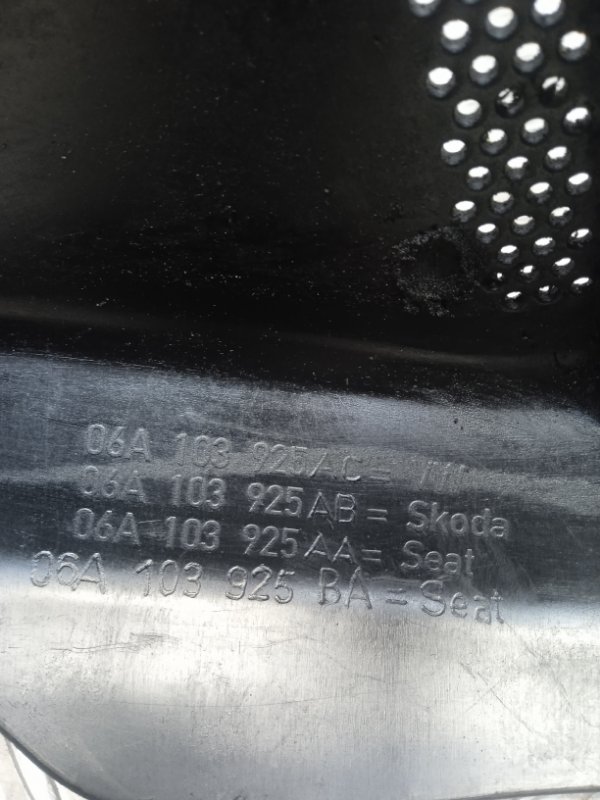 06A 103 925 AC =
06A 103 925 AB = Skoda
06A 103 925 AA = Seat
06A 103 925 BA = Seat